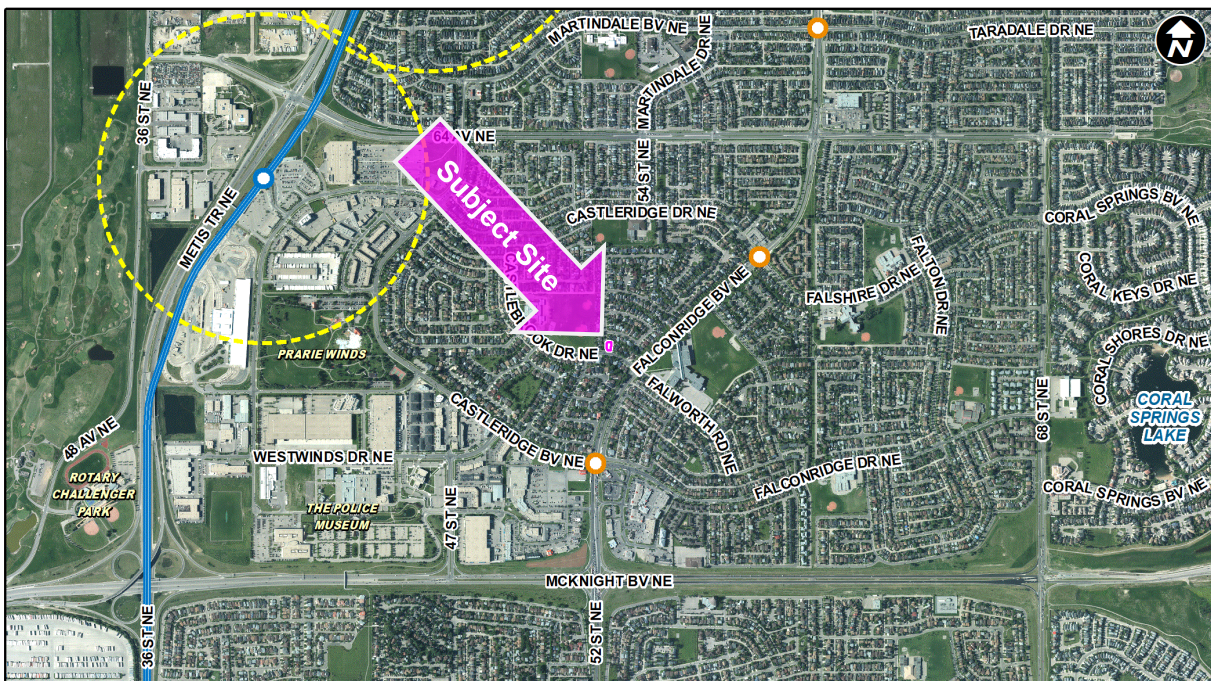 MARTINDALE BV NE
MARTINDALE DR NE
TARADALE DR NE
N
36 ST NE
64 AV NE
METIS TR NE
Subject Site
54 ST NE
CASTLERIDGE DR NE
CORAL SPRINGS BV NE
FALTON DR NE
FALSHIRE DR NE
CORAL KEYS DR NE
FALCONRIDGE BV NE
CORAL SHORES DR NE
PRARIE WINDS
OK DR NE
FALWORTH RD NE
CASTLERIDGE BV NE
68 ST NE
CORAL
SPRINGS
LAKE
48 AV NE
WESTWINDS DR NE
FALCONRIDGE DR NE
ROTARY
CHALLENGER
PARK
THE POLICE
MUSEUM
47 ST NE
CORAL SPRINGS BV NE
MCKNIGHT BV NE
36 ST NE
52 ST NE